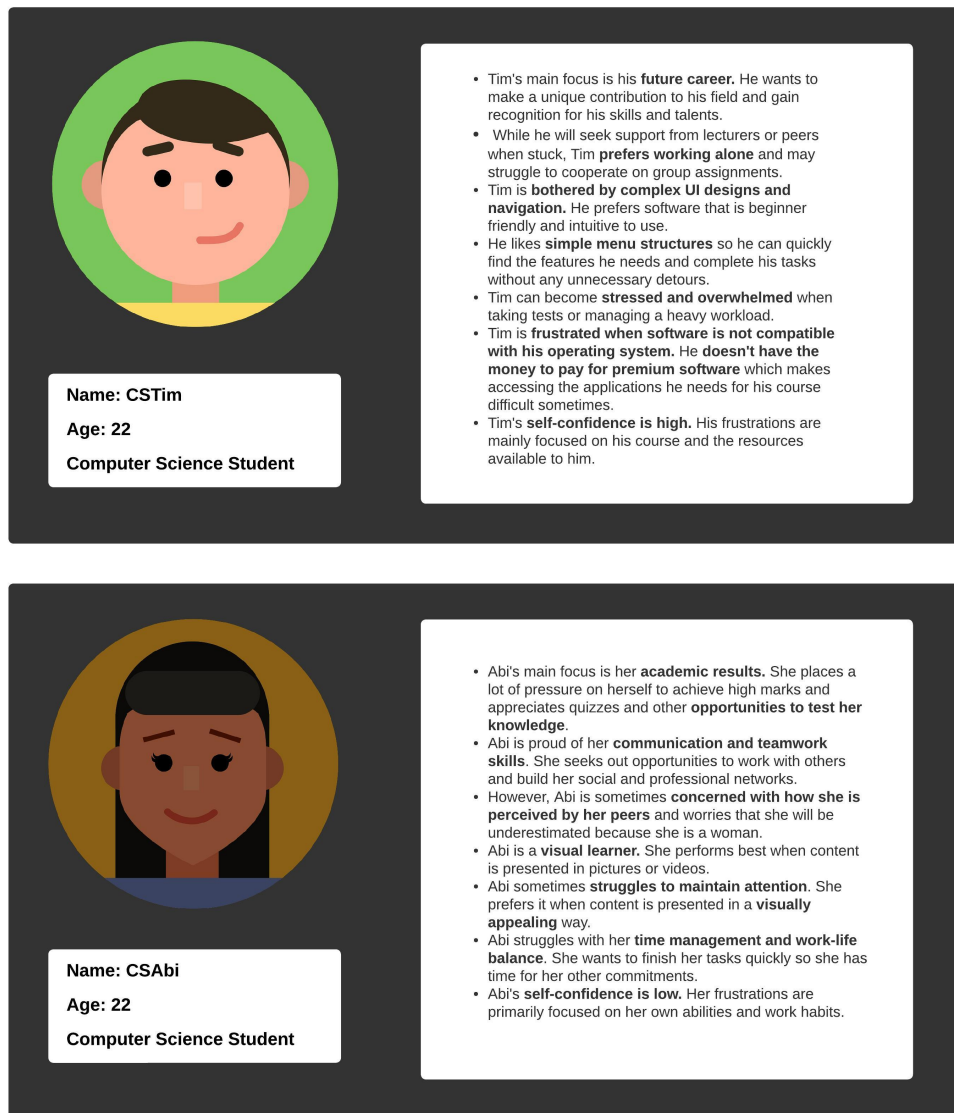 • Tim's main focus is his future career. He wants to
make a unique contribution to his field and gain
recognition for his skills and talents.
• While he will seek support from lecturers or peers
when stuck, Tim prefers working alone and may
struggle to cooperate on group assignments.
• Tim is bothered by complex UI designs and
navigation. He prefers software that is beginner
friendly and intuitive to use.
• He likes simple menu structures so he can quickly
find the features he needs and complete his tasks
without any unnecessary detours.
• Tim can become stressed and overwhelmed when
taking tests or managing a heavy workload.
• Tim is frustrated when software is not compatible
with his operating system. He doesn't have the
money to pay for premium software which makes
accessing the applications he needs for his course
difficult sometimes.
• Tim's self-confidence is high. His frustrations are
mainly focused on his course and the resources
available to him.
Name: CSTim
Age: 22
Computer Science Student
• Abi's main focus is her academic results. She places a
lot of pressure on herself to achieve high marks and
appreciates quizzes and other opportunities to test her
knowledge.
• Abi is proud of her communication and teamwork
skills. She seeks out opportunities to work with others
and build her social and professional networks.
• However, Abi is sometimes concerned with how she is
perceived by her peers and worries that she will be
underestimated because she is a woman.
• Abi is a visual learner. She performs best when content
is presented in pictures or videos.
• Abi sometimes struggles to maintain attention. She
prefers it when content is presented in a visually
appealing way.
• Abi struggles with her time management and work-life
balance. She wants to finish her tasks quickly so she has
time for her other commitments.
• Abi's self-confidence is low. Her frustrations are
primarily focused on her own abilities and work habits.
Name: CSAbi
Age: 22
Computer Science Student